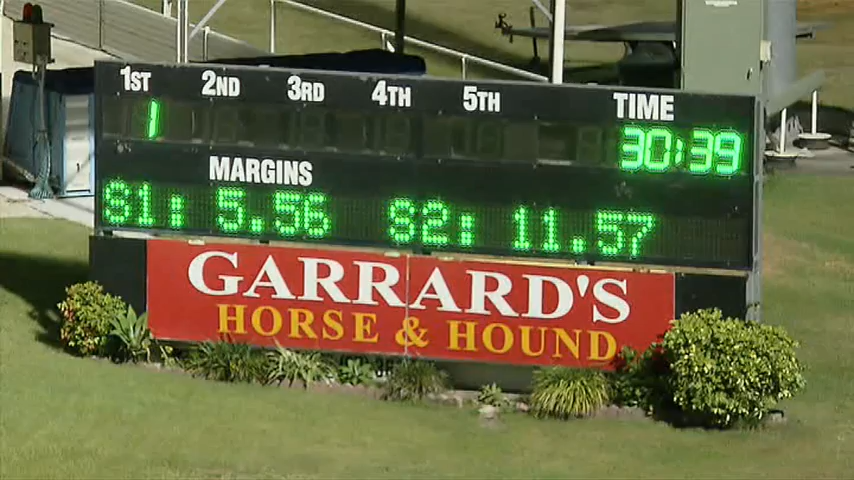 1ST 2ND 3RD 4TH 5TH TIME
1 30:39
MARGINS
S1: 5.56 S2: 11.57
GARRARD'S
HORSE & HOUND